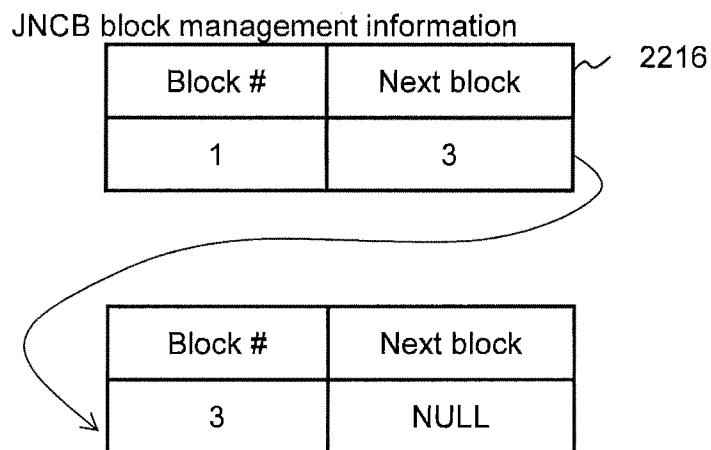 JNCB block management information
2216
Block # Next block
1 3
Block # Next block
3 NULL